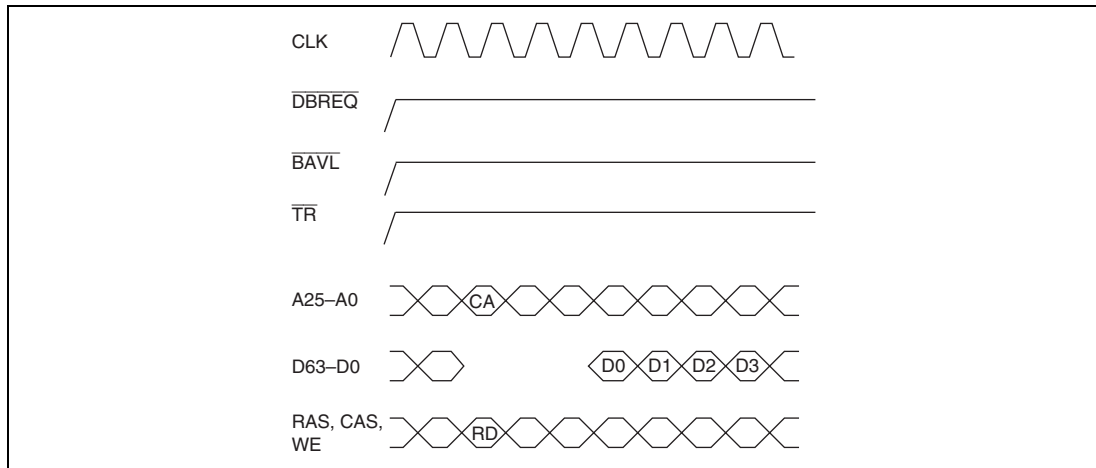 CLK
DBREQ
BAVL
TR
A25–A0
CA
D63–D0
D0 D1 D2 D3
RAS, CAS,
WE
RD